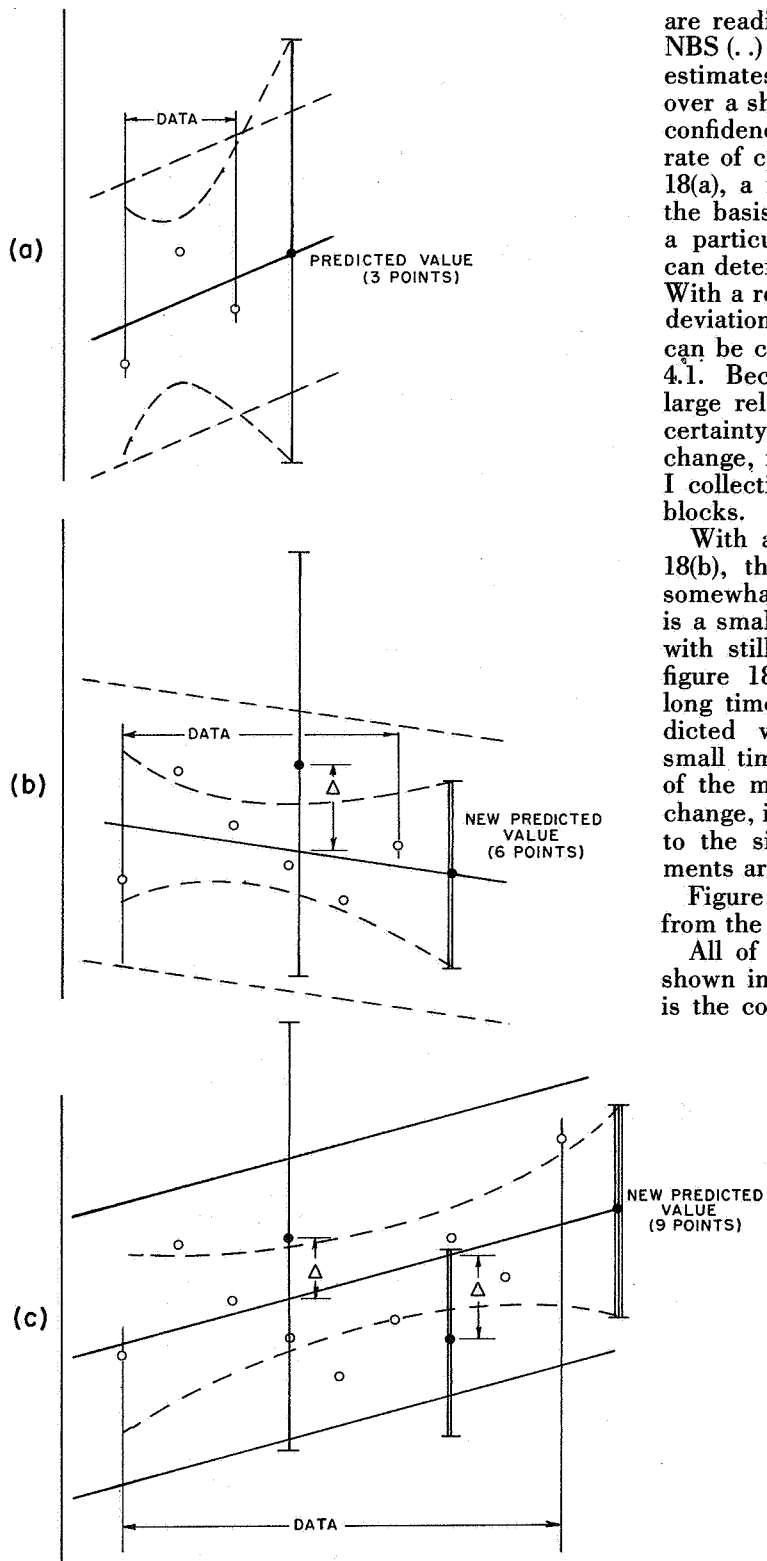 DATA
(a)
PREDICTED VALUE
(3 POINTS)
DATA
(b)
Δ
NEW PREDICTED
VALUE
(6 POINTS)
NEW PREDICTED
VALUE
(9 POINTS)
Δ
Δ
(c)
DATA
are readi
NBS (. .)
estimates
over a sh
confidenc
rate of c
18(a), a
the basis
a particu
can deter
With a re
deviation
can be c
4.1. Bec
large rel
certainty
change,
I collecti
blocks.
With a
18(b), th
somewha
is a smal
with still
figure 18
long time
dicted v
small tim
of the m
change, i
to the si
ments ar
Figure
from the
All of
shown in
is the co